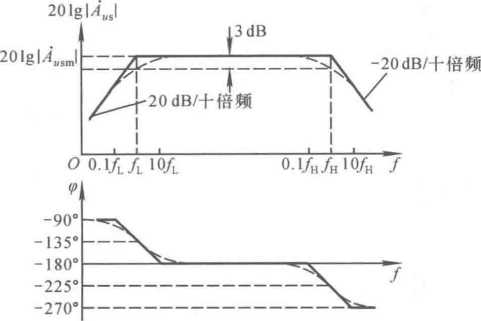 20lg|Ȧus|
3 dB
20lg|Ȧusm|
-20 dB/十倍频
20 dB/十倍频
O 0.1fL fL 10fL 0.1fH fH 10fH f
φ
-90°
-135°
-180°
f
-225°
-270°